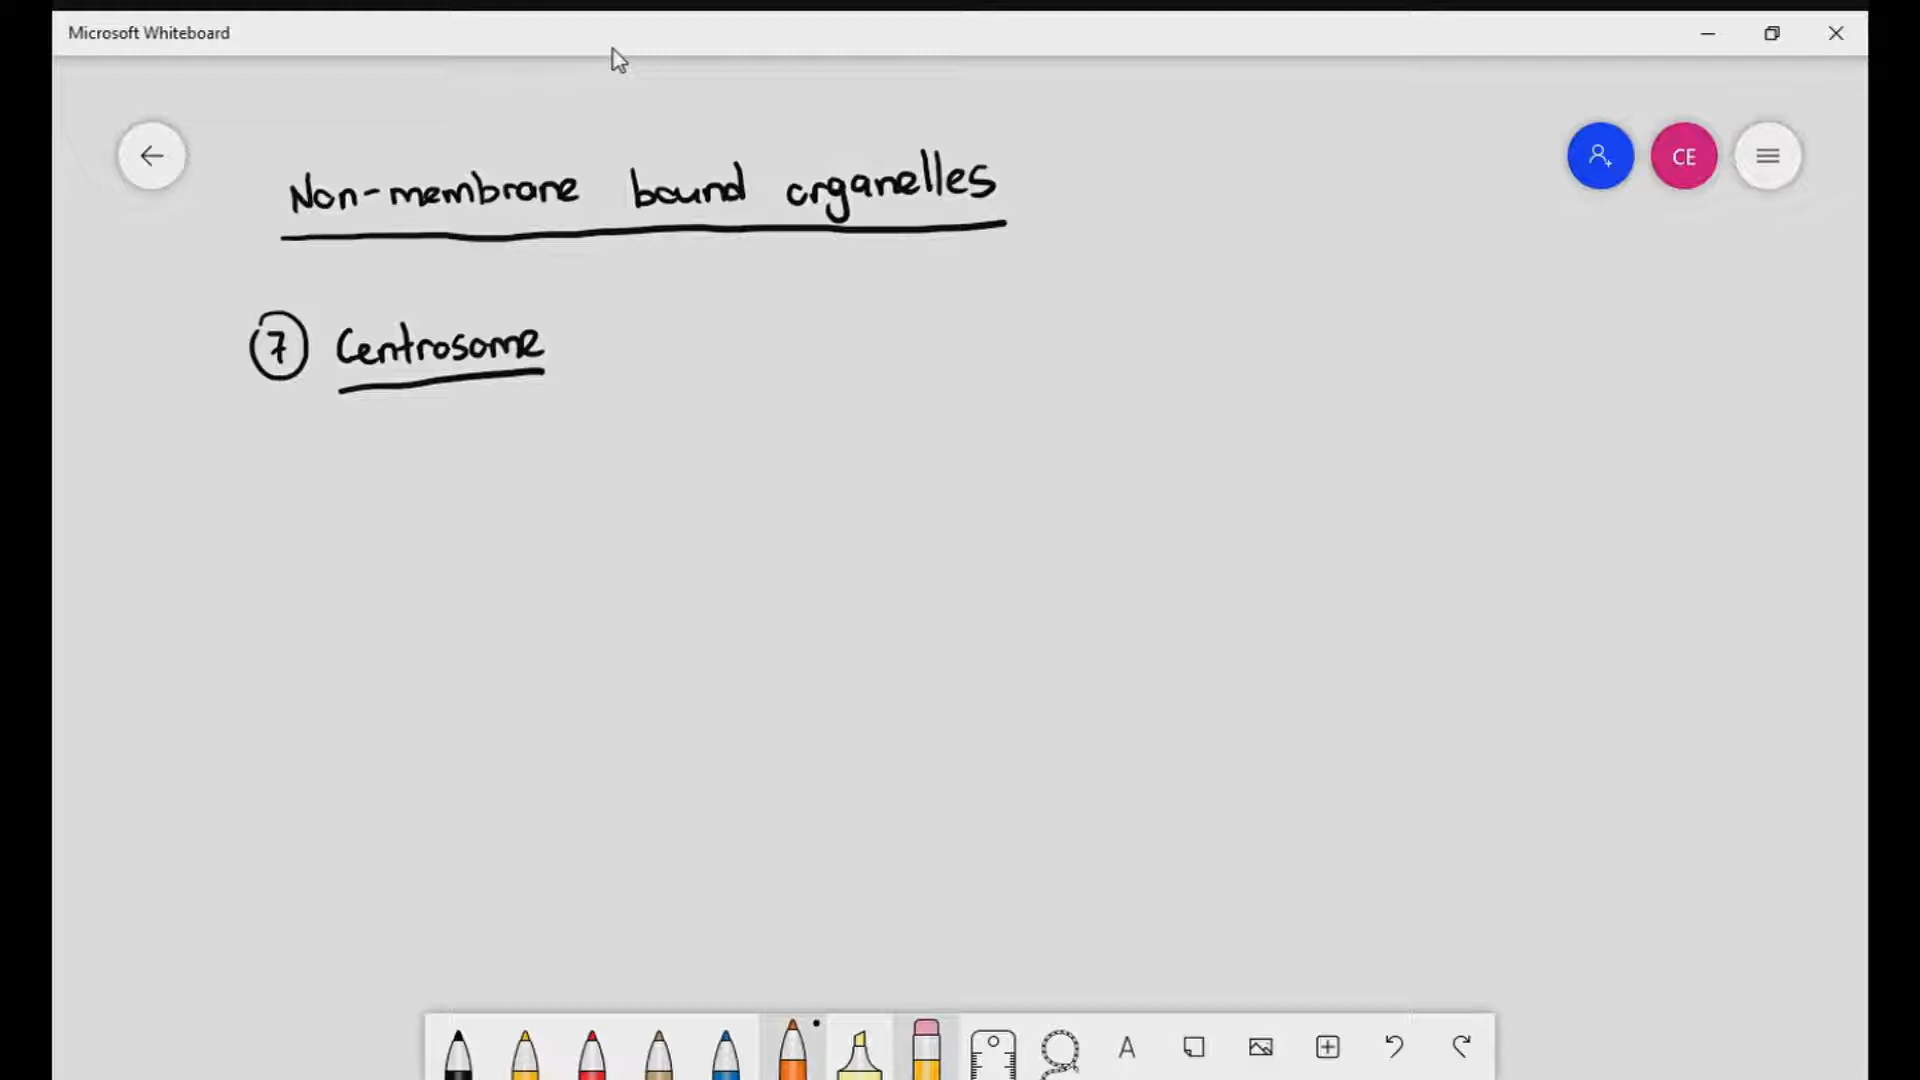 Microsoft Whiteboard
CE
Non-membrane bound organelles
7 Centrosome
A